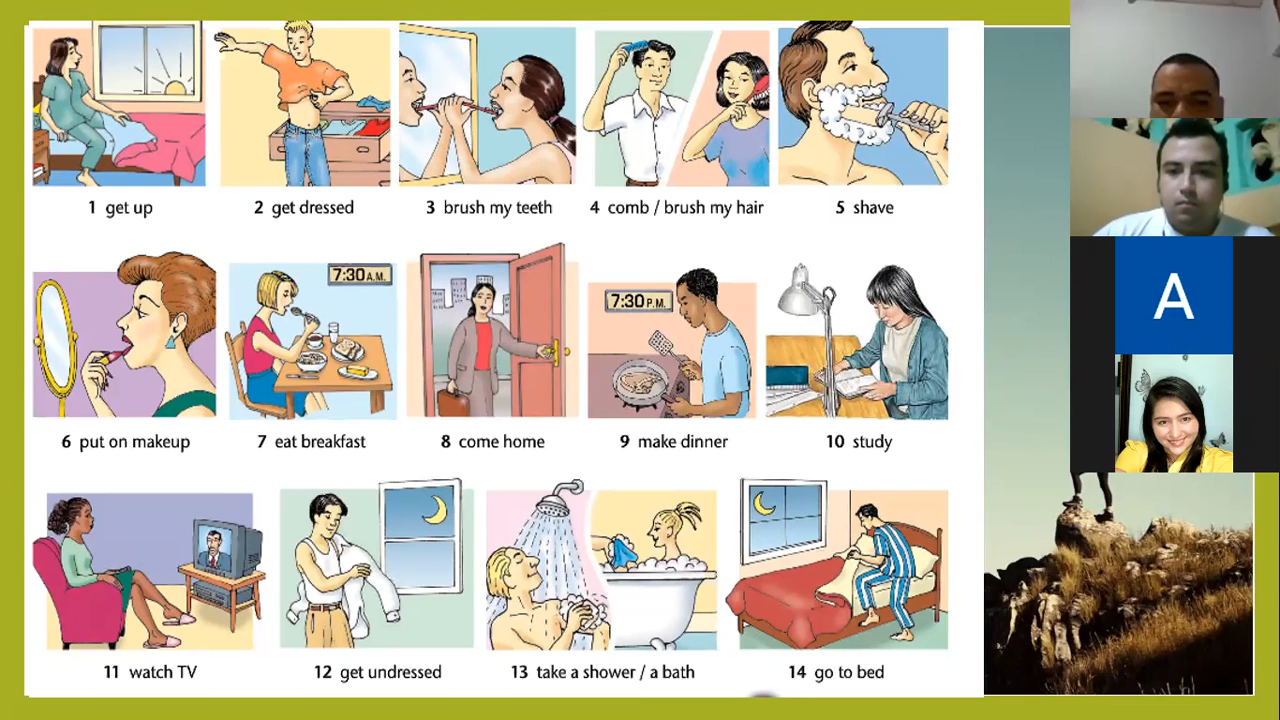 1 get up
2 get dressed
3 brush my teeth
4 comb / brush my hair
5 shave
7:30 A.M.
7:30 P.M.
6 put on makeup
7 eat breakfast
8 come home
9 make dinner
10 study
11 watch TV
12 get undressed
13 take a shower / a bath
14 go to bed
A